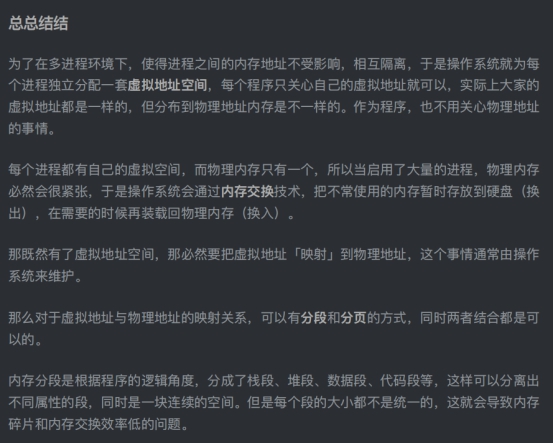 总总结结
为了在多进程环境下，使得进程之间的内存地址不受影响，相互隔离，于是操作系统就为每
个进程独立分配一套虚拟地址空间，每个程序只关心自己的虚拟地址就可以，实际上大家的
虚拟地址都是一样的，但分布到物理地址内存是不一样的。作为程序，也不用关心物理地址
的事情。
每个进程都有自己的虚拟空间，而物理内存只有一个，所以当启用了大量的进程，物理内存
必然会很紧张，于是操作系统会通过内存交换技术，把不常使用的内存暂时存放到硬盘（换
出），在需要的时候再装载回物理内存（换入）。
那既然有了虚拟地址空间，那必然要把虚拟地址「映射」到物理地址，这个事情通常由操作
系统来维护。
那么对于虚拟地址与物理地址的映射关系，可以有分段和分页的方式，同时两者结合都是可
以的。
内存分段是根据程序的逻辑角度，分成了栈段、堆段、数据段、代码段等，这样可以分离出
不同属性的段，同时是一块连续的空间。但是每个段的大小都不是统一的，这就会导致内存
碎片和内存交换效率低的问题。